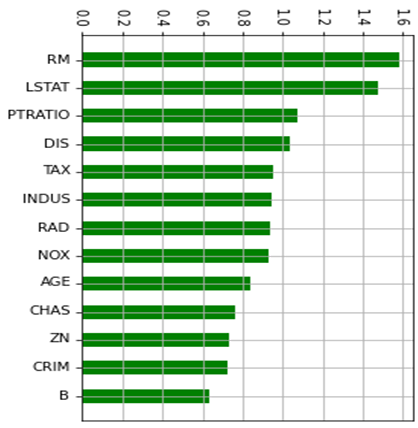 0.0 0.2 0.4 0.6 0.8 1.0 1.2 1.4 1.6
RM
LSTAT
PTRATIO
DIS
TAX
INDUS
RAD
NOX
AGE
CHAS
ZN
CRIM
B